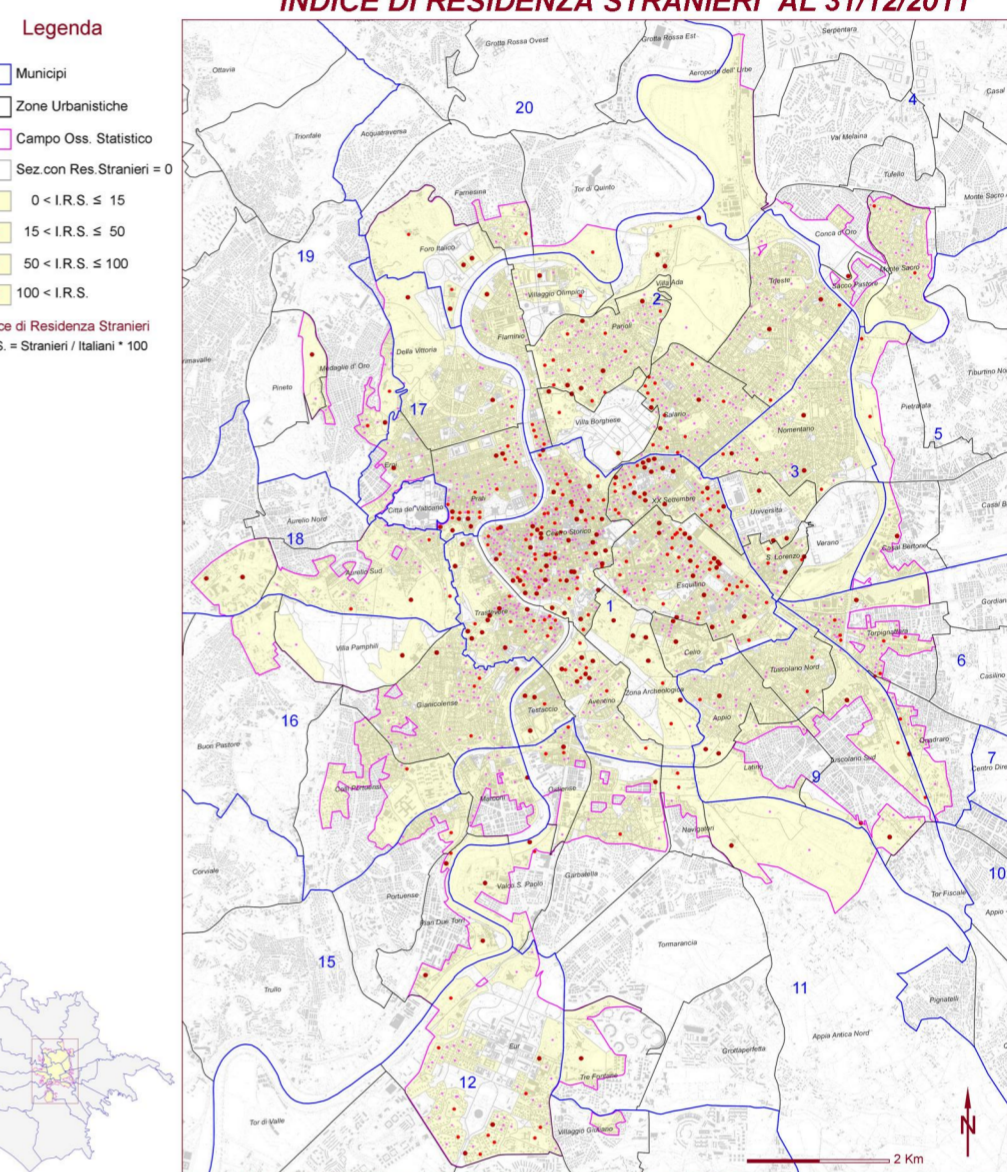 INDICE DI RESIDENZA STRANIERI AL 31/12/2011
Legenda
Municipi
Zone Urbanistiche
Campo Oss. Statistico
Sez.con Res.Stranieri = 0
0 < I.R.S. ≤ 15
15 < I.R.S. ≤ 50
50 < I.R.S. ≤ 100
100 < I.R.S.
ce di Residenza Stranieri
S. = Stranieri / Italiani * 100
Grotta Rossa Ovest
Grotta Rossa Est
Serpentara
Ottavia
Aeroporto dell' Urbe
Casal
4
20
Trionfale
Acquatraversa
Val Melaina
Tufello
Farnesina
Tor di Quinto
Monte Sacro
Conca d'Oro
19
Foro Italico
Monte Sacro
Villa Ada
Trieste
Sacco Pastore
Villaggio Olimpico
2
Parioli
Flaminio
Della Vittoria
Medaglie d' Oro
Tiburtino No
Pineto
17
Pietralata
Salario
Villa Borghese
Nomentano
5
3
Eroi
Prati
XX Settembre
Città del Vaticano
Università
Casal B
Aurelio Nord
Centro Storico
Verano
18
S. Lorenzo
Casal Bertone
Aurelio Sud
Esquilino
1
Gordian
Trastevere
Torpignattara
Villa Pamphili
Celio
6
Tuscolano Nord
Casilino
Zona Archeologica
Gianicolense
Aventino
Testaccio
16
Appio
Buon Pastore
Quadraro
7
Tuscolano Sud
Latino
9
Centro Dire
Marconi
Ostiense
Navigatori
Corviale
10
Garbatella
Valco S. Paolo
Portuense
Tor Fiscale
Appio
Pian Due Torri
Tormarancia
15
Trullo
11
Pignatelli
Appia Antica Nord
Eur
Grottaperfetta
12
Tre Fontane
Tor di Valle
Villaggio Giuliano
N
2 Km